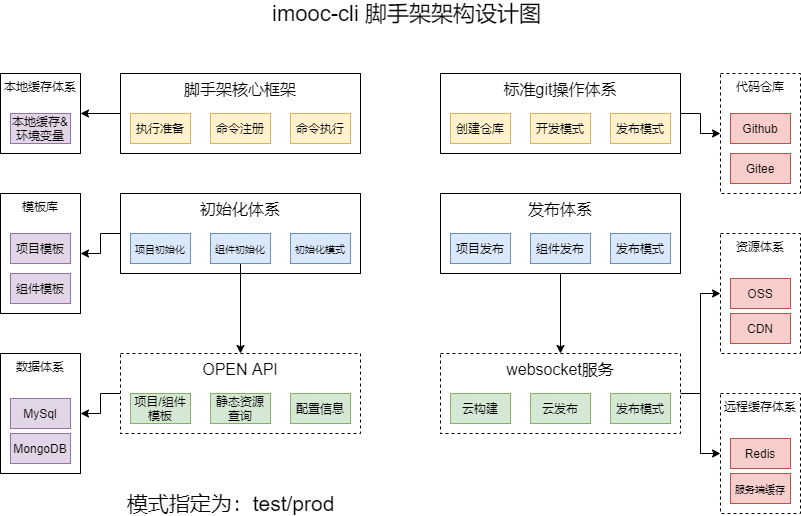 imooc-cli 脚手架架构设计图
本地缓存体系
本地缓存&
环境变量
脚手架核心框架
执行准备
命令注册
命令执行
标准git操作体系
创建仓库
开发模式
发布模式
代码仓库
Github
Gitee
模板库
项目模板
组件模板
初始化体系
项目初始化
组件初始化
初始化模式
发布体系
项目发布
组件发布
发布模式
资源体系
OSS
CDN
数据体系
MySql
MongoDB
OPEN API
项目/组件
模板
静态资源
查询
配置信息
websocket服务
云构建
云发布
发布模式
远程缓存体系
Redis
服务端缓存
模式指定为：test/prod